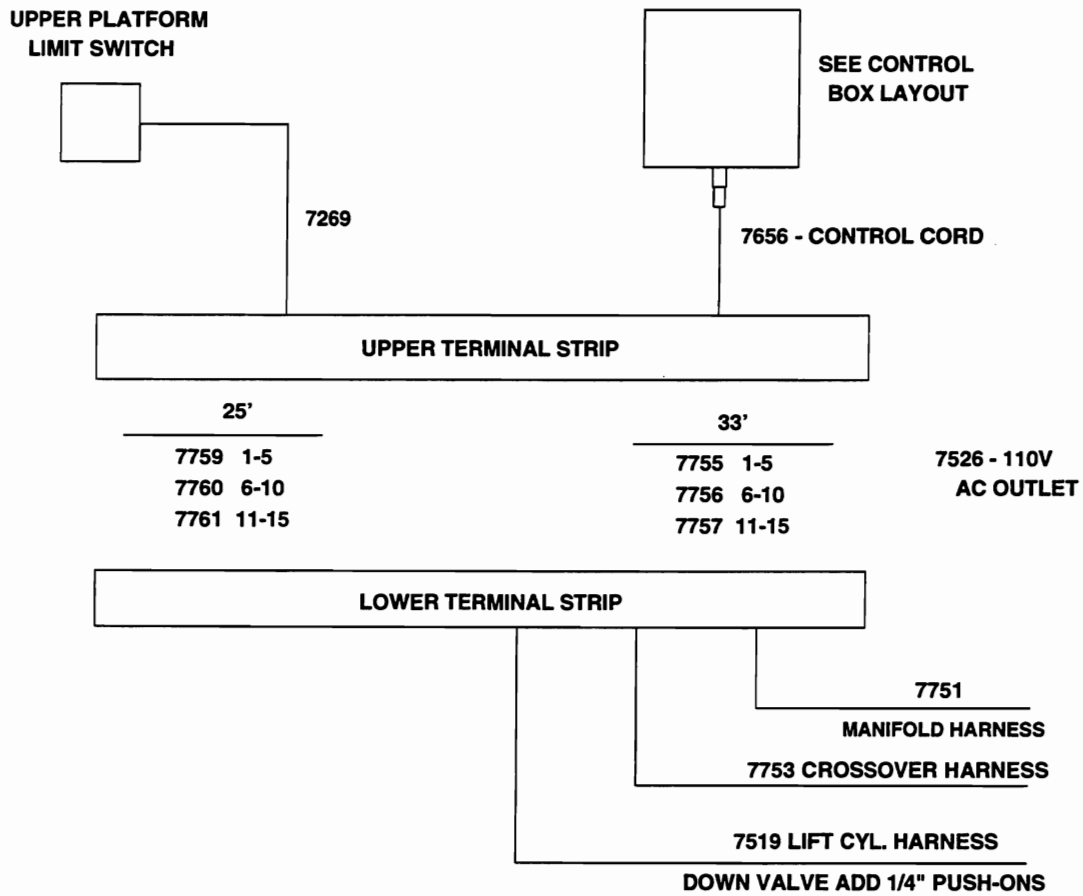 UPPER PLATFORM
LIMIT SWITCH
SEE CONTROL
BOX LAYOUT
7269
7656 - CONTROL CORD
UPPER TERMINAL STRIP
25'
7759 1-5
7760 6-10
7761 11-15
33'
7755 1-5
7756 6-10
7757 11-15
7526 - 110V
AC OUTLET
LOWER TERMINAL STRIP
7751
MANIFOLD HARNESS
7753 CROSSOVER HARNESS
7519 LIFT CYL. HARNESS
DOWN VALVE ADD 1/4" PUSH-ONS